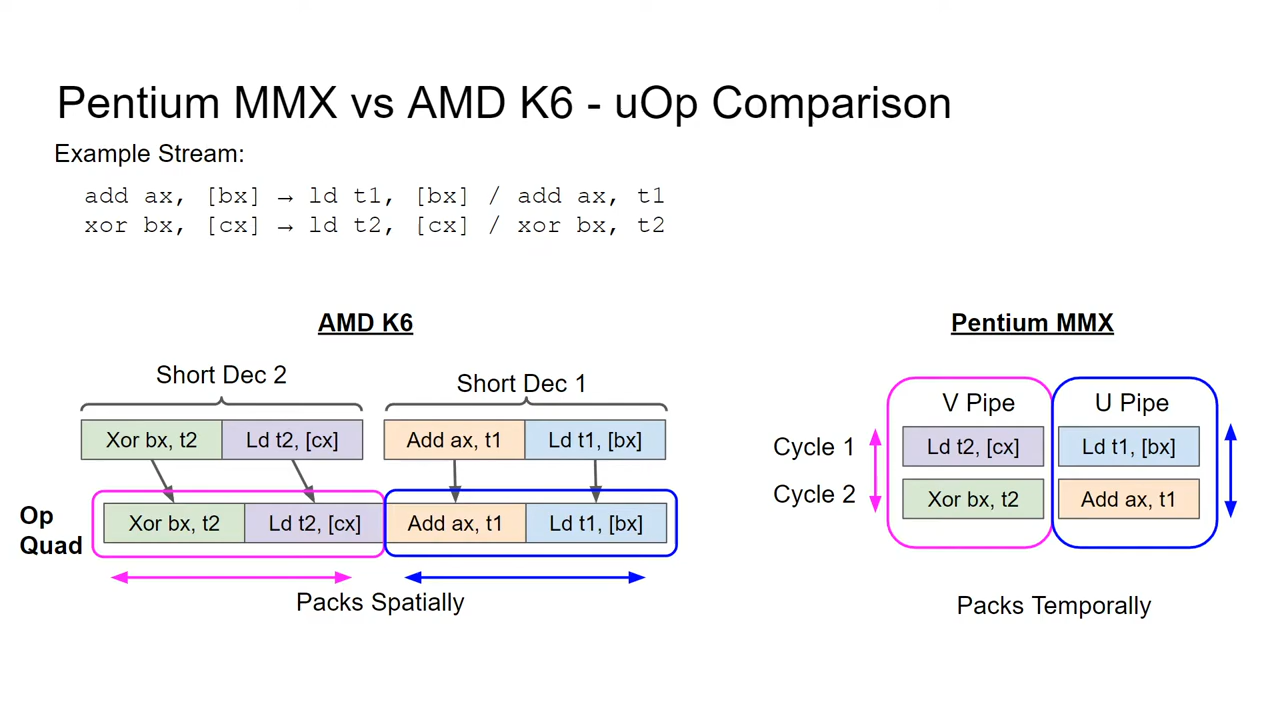 Pentium MMX vs AMD K6 - uOp Comparison
Example Stream:
add ax, [bx] → ld t1, [bx] / add ax, t1
xor bx, [cx] → ld t2, [cx] / xor bx, t2
AMD K6
Short Dec 2
Short Dec 1
Xor bx, t2
Ld t2, [cx]
Add ax, t1
Ld t1, [bx]
Op
Quad
Xor bx, t2
Ld t2, [cx]
Add ax, t1
Ld t1, [bx]
Packs Spatially
Pentium MMX
V Pipe
U Pipe
Cycle 1
Ld t2, [cx]
Ld t1, [bx]
Cycle 2
Xor bx, t2
Add ax, t1
Packs Temporally